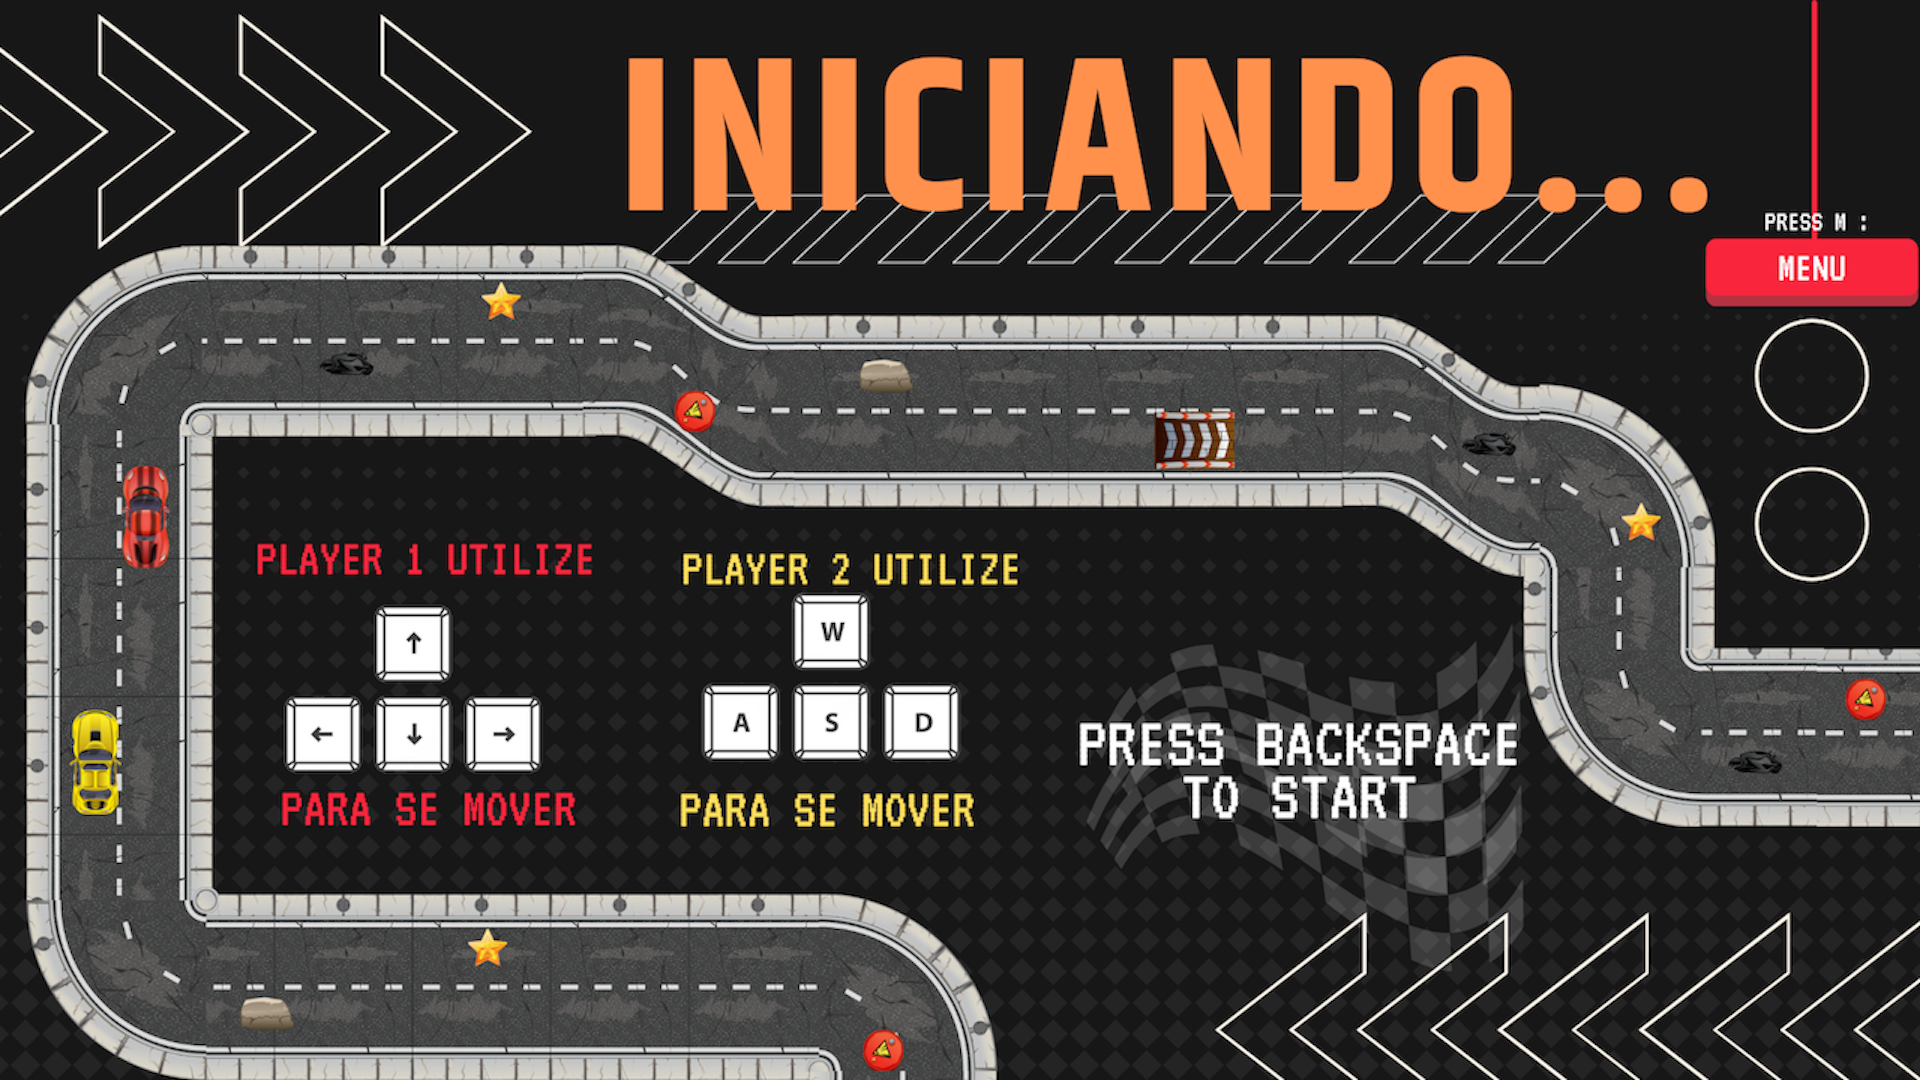 INICIANDO...
PRESS M :
MENU
PLAYER 1 UTILIZE
↑
← ↓ →
PARA SE MOVER
PLAYER 2 UTILIZE
W
A S D
PARA SE MOVER
PRESS BACKSPACE
TO START